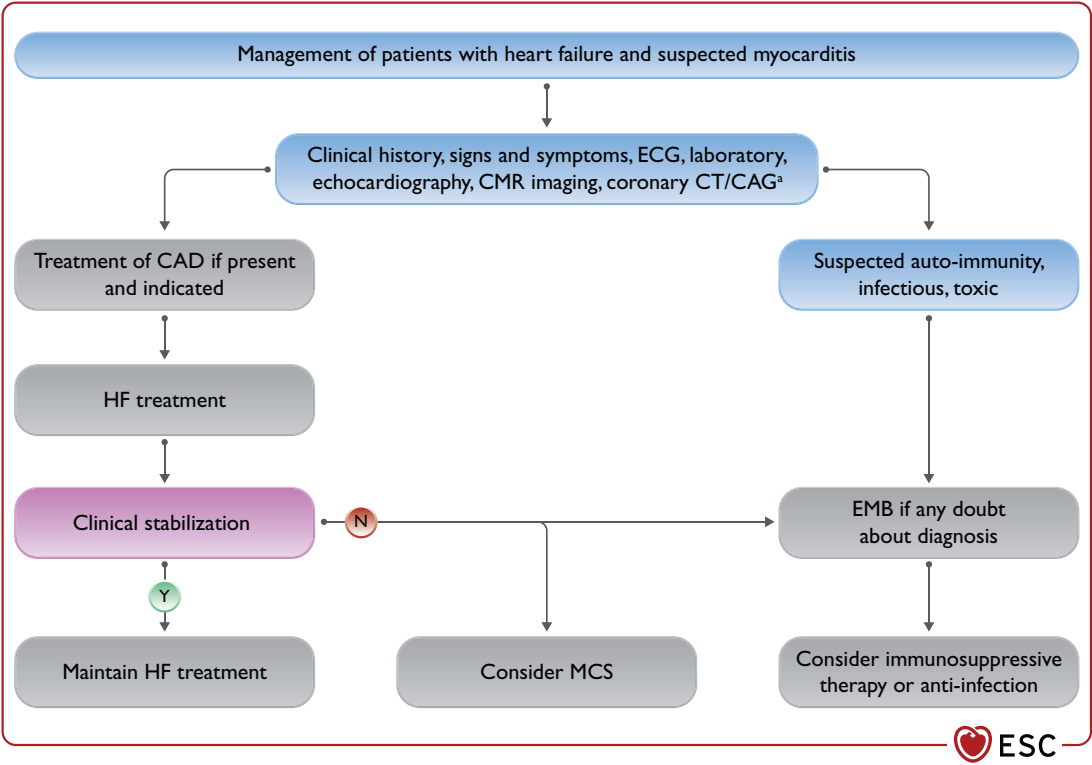 Management of patients with heart failure and suspected myocarditis
Clinical history, signs and symptoms, ECG, laboratory,
echocardiography, CMR imaging, coronary CT/CAGᵃ
Treatment of CAD if present
and indicated
Suspected auto-immunity,
infectious, toxic
HF treatment
Clinical stabilization
N
EMB if any doubt
about diagnosis
Y
Maintain HF treatment
Consider MCS
Consider immunosuppressive
therapy or anti-infection
ESC